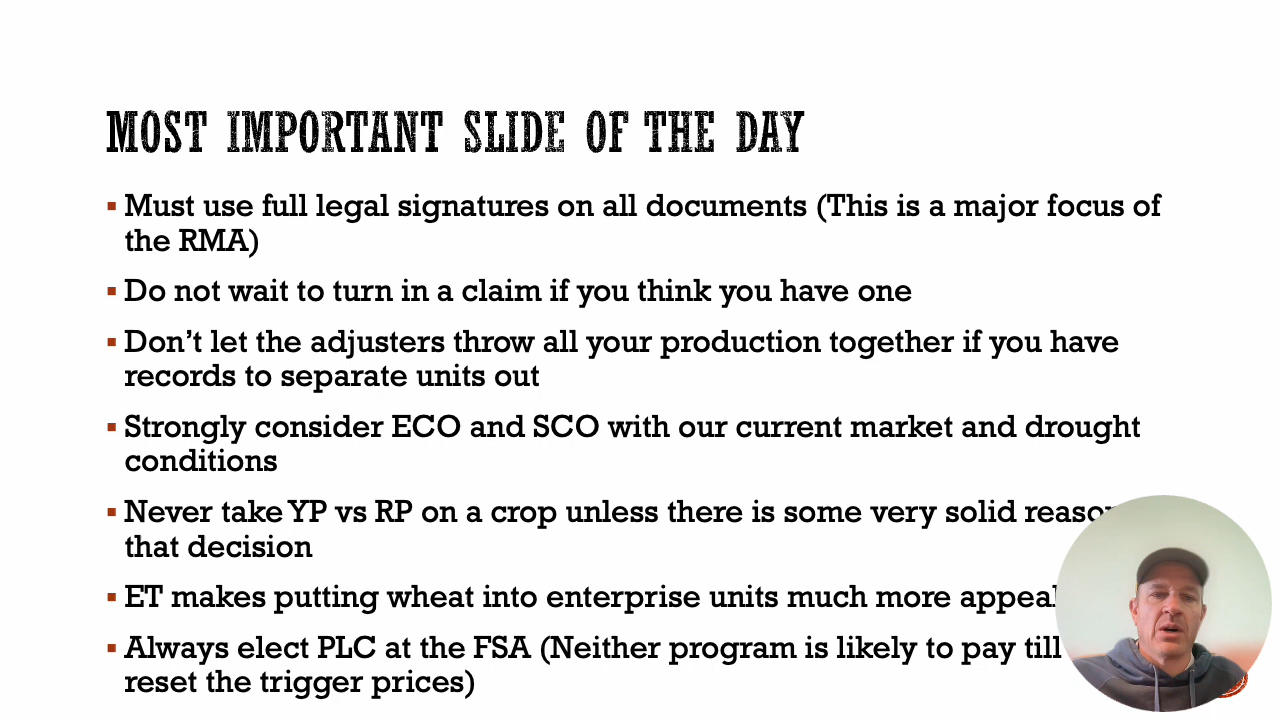 MOST IMPORTANT SLIDE OF THE DAY
Must use full legal signatures on all documents (This is a major focus of
the RMA)
Do not wait to turn in a claim if you think you have one
Don’t let the adjusters throw all your production together if you have
records to separate units out
Strongly consider ECO and SCO with our current market and drought
conditions
Never take YP vs RP on a crop unless there is some very solid
that decision
ET makes putting wheat into enterprise units much more
Always elect PLC at the FSA (Neither program is likely to pay till
reset the trigger prices)